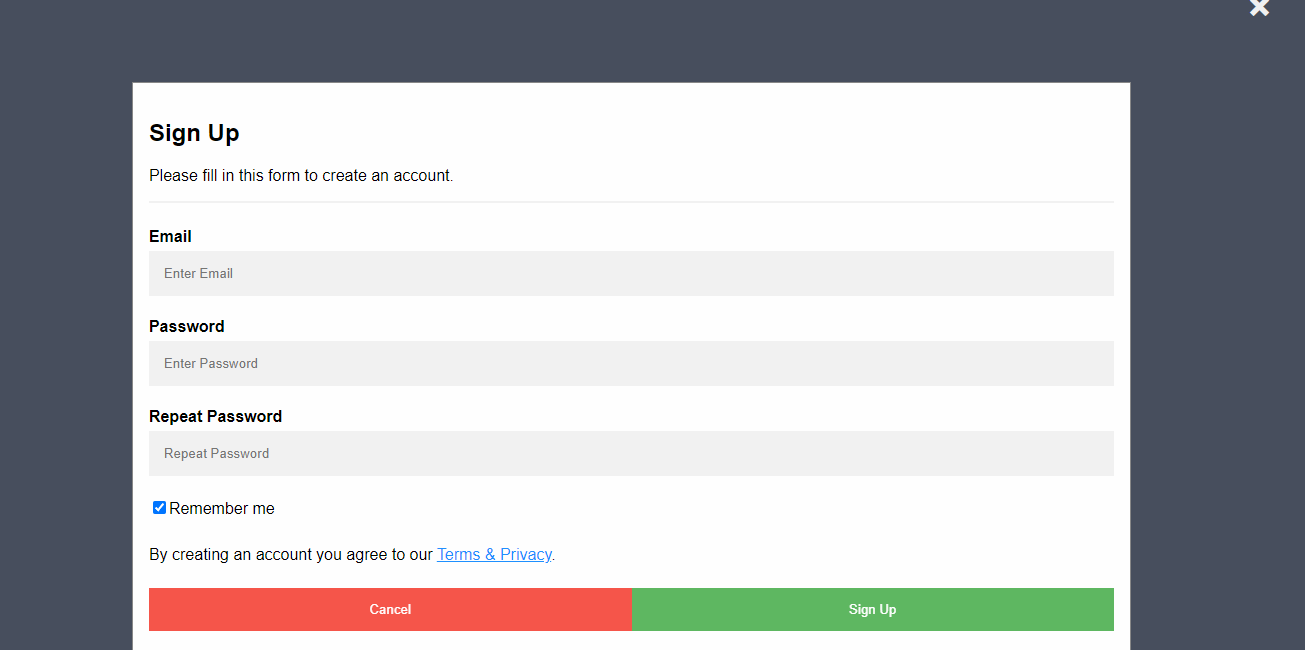 ×
Sign Up
Please fill in this form to create an account.
Email
Enter Email
Password
Enter Password
Repeat Password
Repeat Password
Remember me
By creating an account you agree to our Terms & Privacy.
Cancel
Sign Up